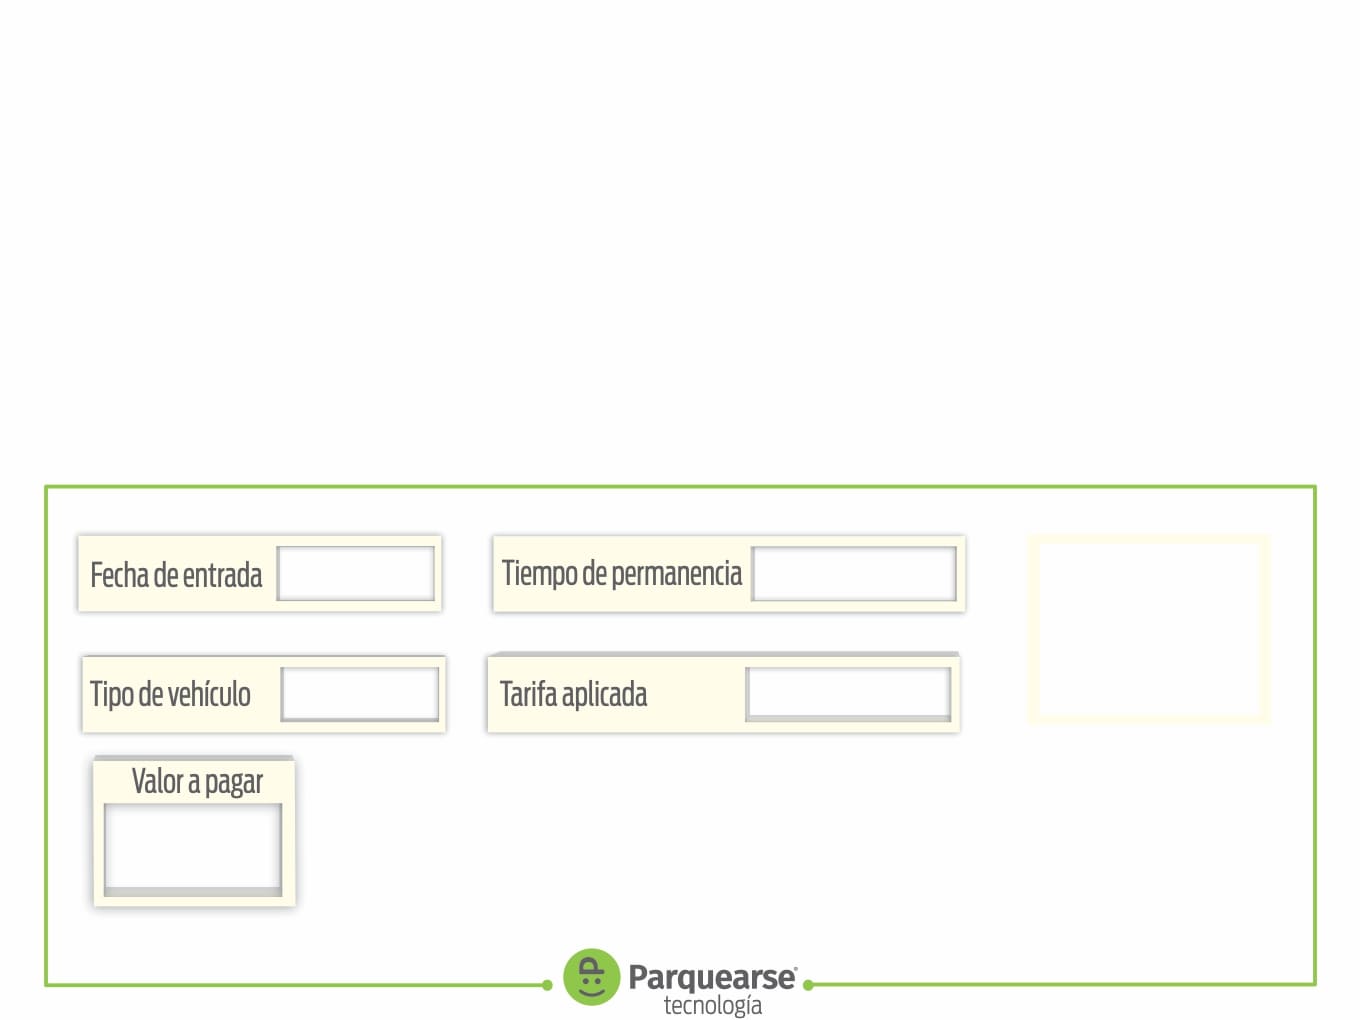 Fecha de entrada
Tiempo de permanencia
Tipo de vehículo
Tarifa aplicada
Valor a pagar
Parquearse®
tecnología